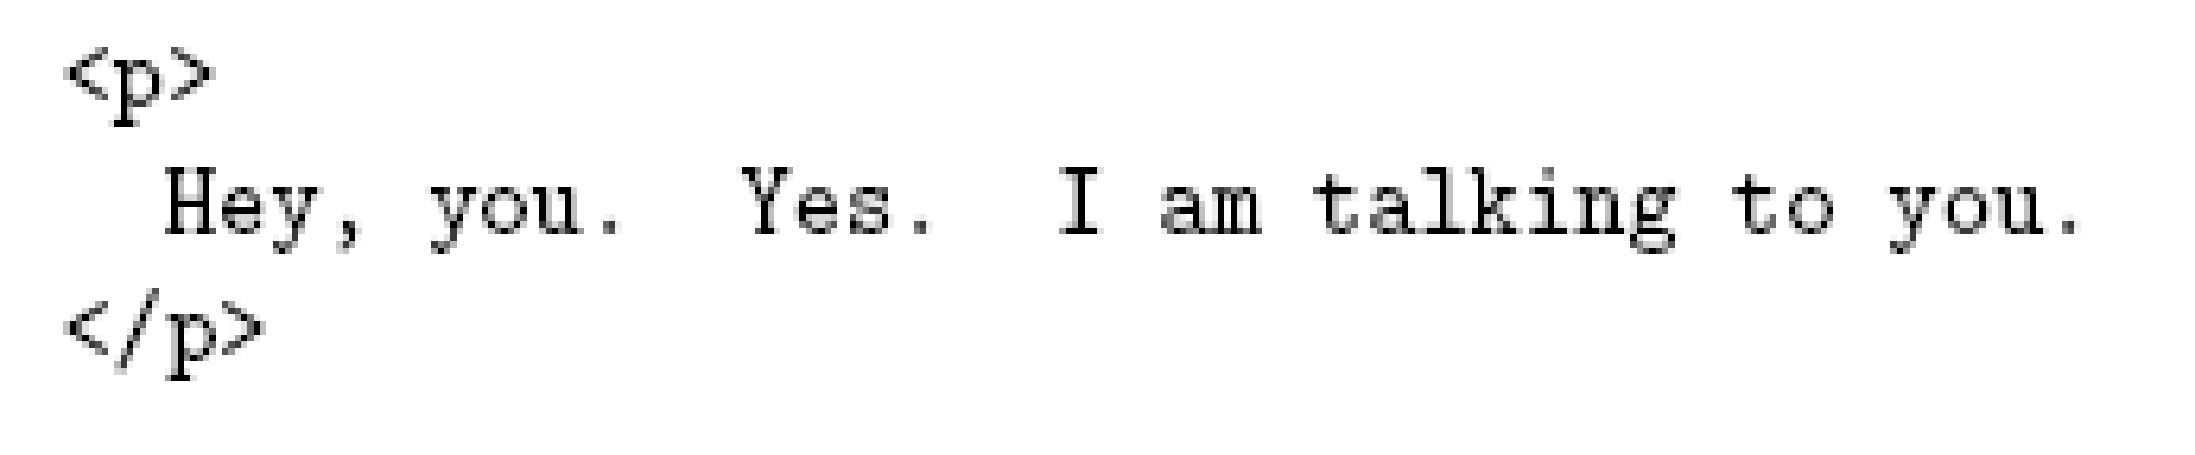 <p>
  Hey, you.  Yes.  I am talking to you.
</p>